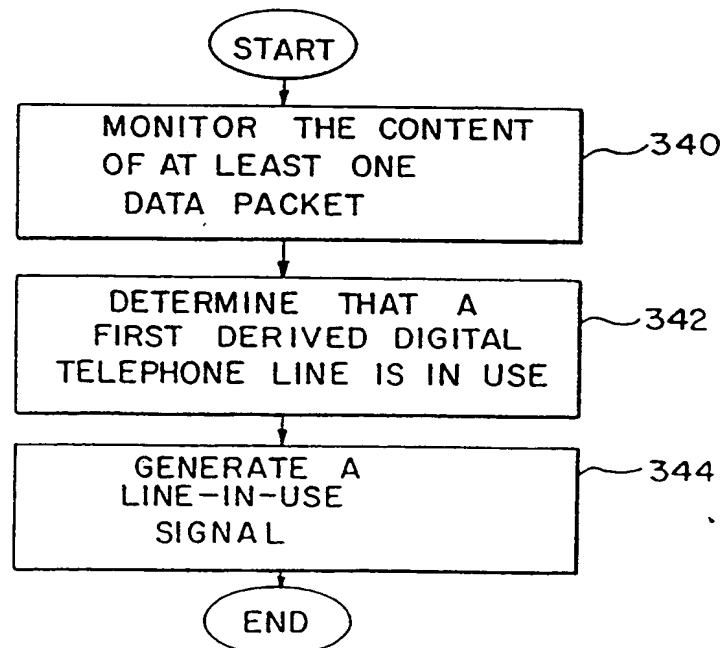 START
MONITOR THE CONTENT
OF AT LEAST ONE
DATA PACKET
340
DETERMINE THAT A
FIRST DERIVED DIGITAL
TELEPHONE LINE IS IN USE
342
GENERATE A
LINE-IN-USE
SIGNAL
344
END